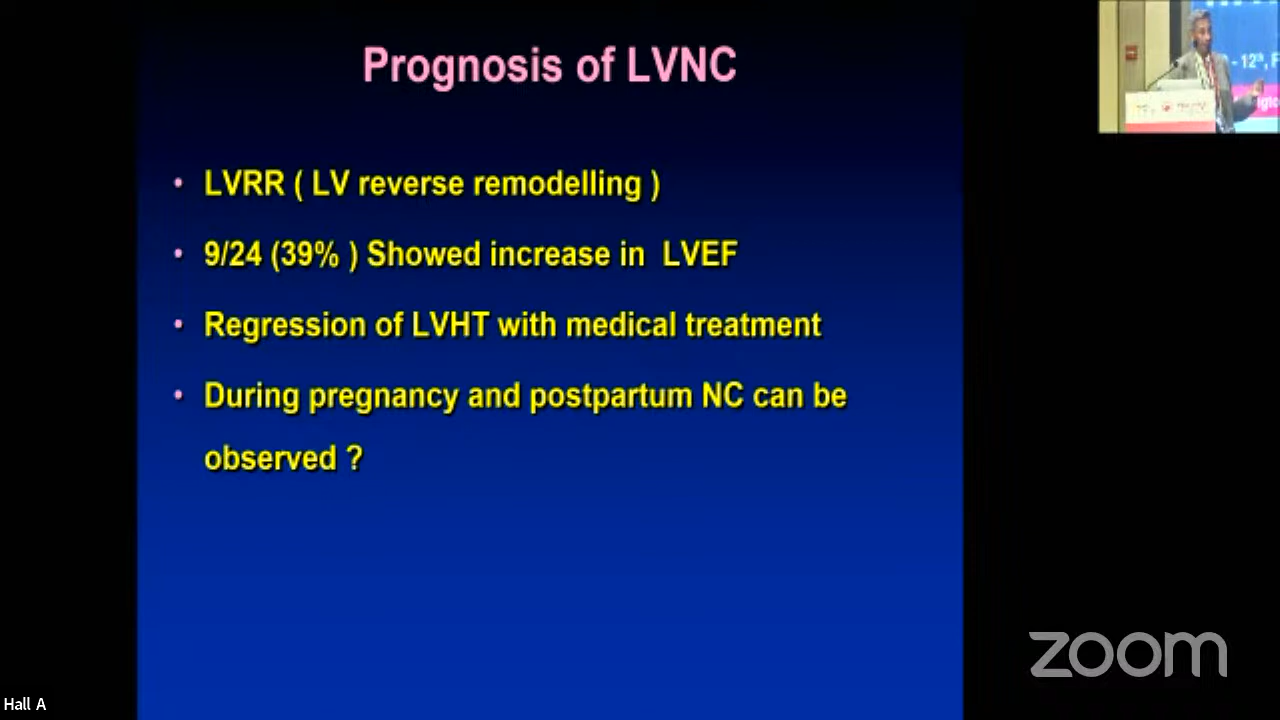 Prognosis of LVNC
• LVRR ( LV reverse remodelling )
• 9/24 (39% ) Showed increase in LVEF
• Regression of LVHT with medical treatment
• During pregnancy and postpartum NC can be
observed ?
- 12th, F
zoom
Hall A